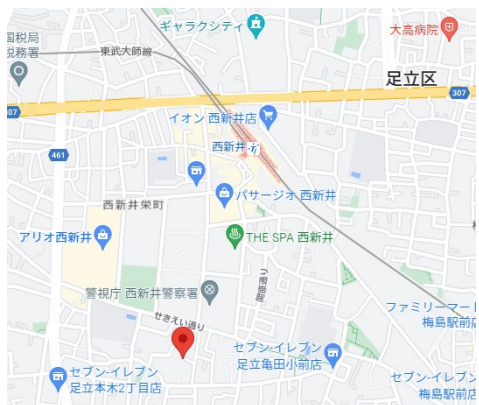 ギャラクシティ
国税局
税務署
大高病院
東武大師線
足立区
307
307
イオン 西新井店
461
西新井
パサージオ 西新井
西新井栄町
アリオ西新井
THE SPA 西新井
警視庁 西新井警察署
せきえい通り
ファミリーマート
梅島駅前店
セブン-イレブン
足立亀田小前店
セブン-イレブン
足立本木2丁目店
セブン-イレブン
梅島駅前店